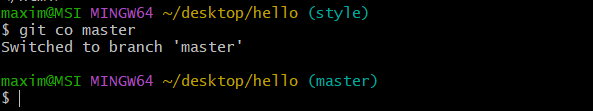 maxim@MSI MINGW64 ~/desktop/hello (style)
$ git co master
Switched to branch 'master'
maxim@MSI MINGW64 ~/desktop/hello (master)
$